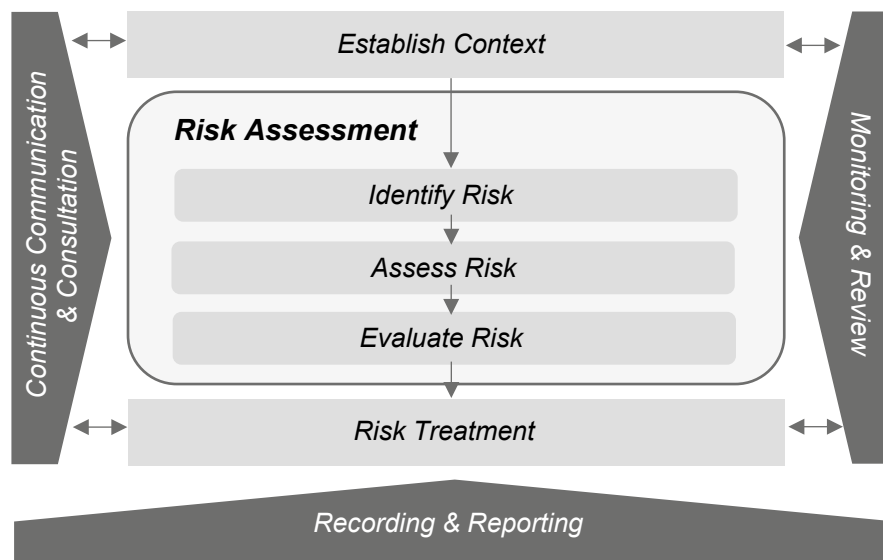 Establish Context
Risk Assessment
Identify Risk
Assess Risk
Evaluate Risk
Risk Treatment
Continuous Communication
& Consultation
Monitoring & Review
Recording & Reporting